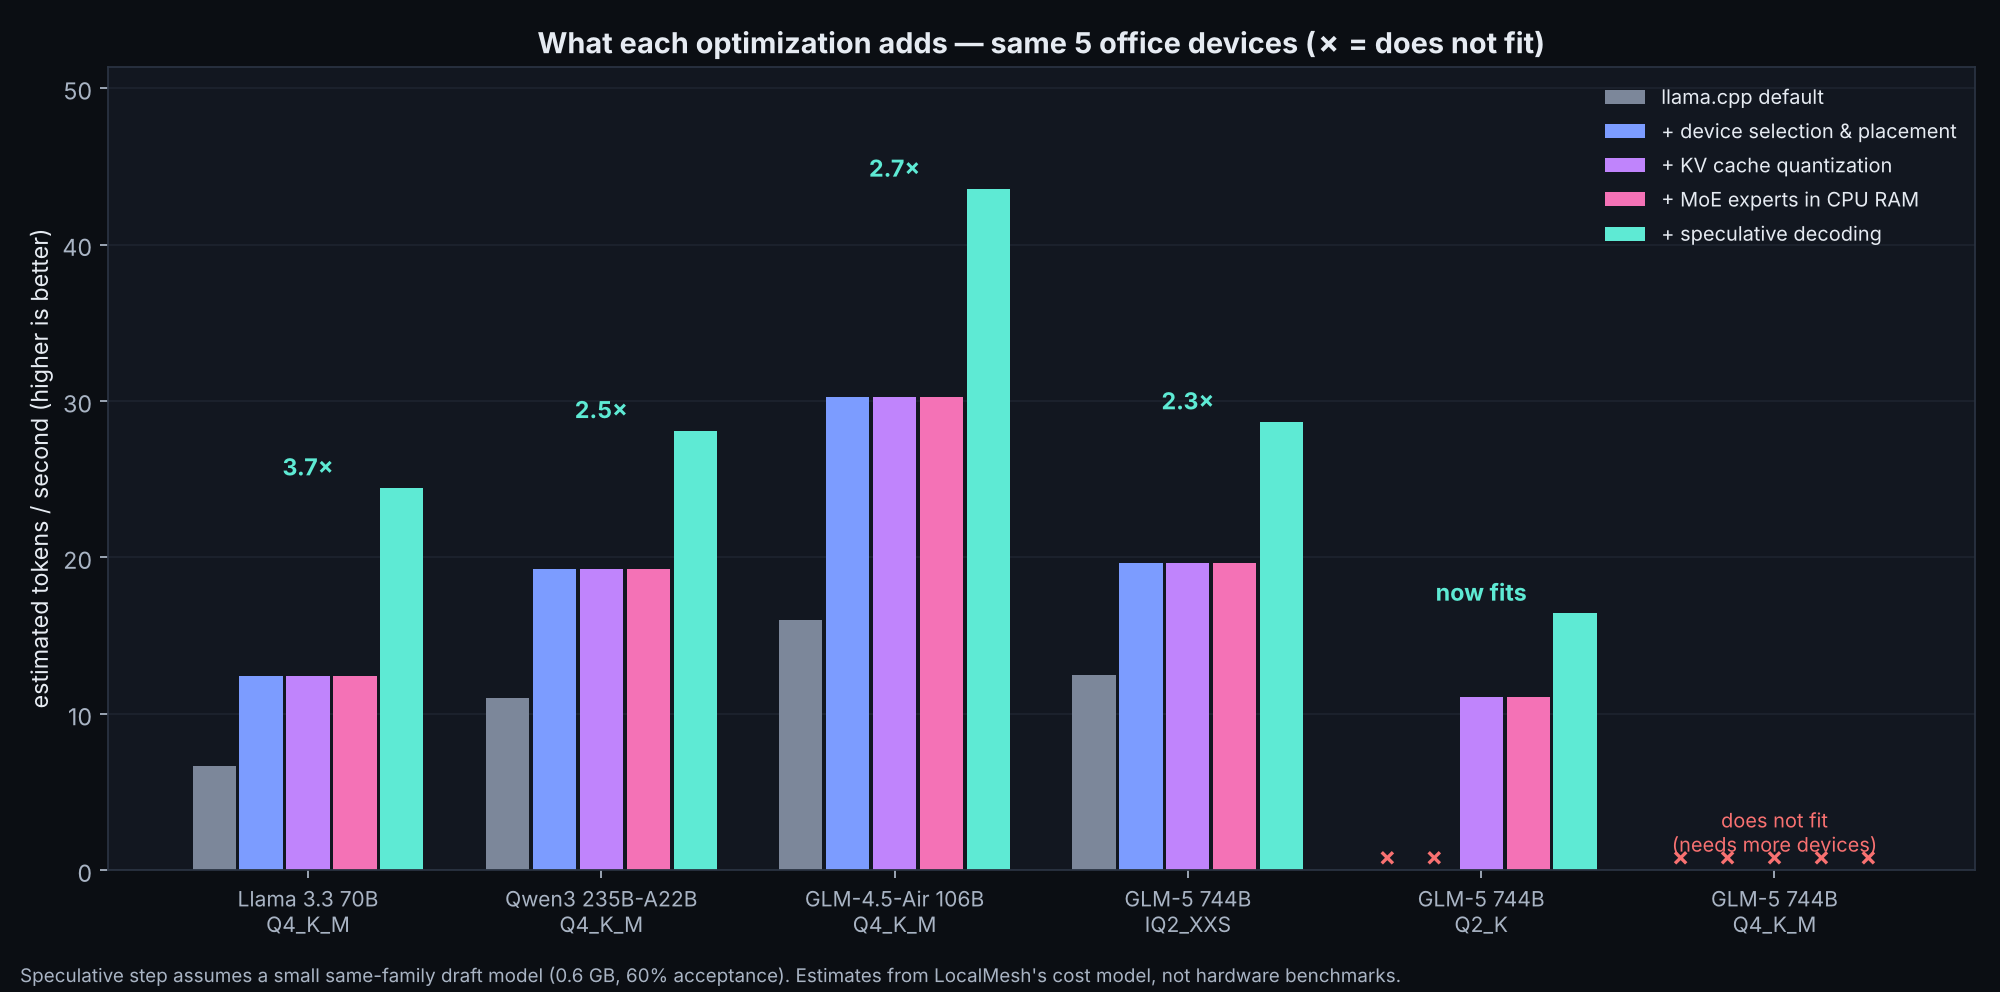 What each optimization adds — same 5 office devices (× = does not fit)
estimated tokens / second (higher is better)
50
40
30
20
10
0
llama.cpp default
+ device selection & placement
+ KV cache quantization
+ MoE experts in CPU RAM
+ speculative decoding
3.7×
2.5×
2.7×
2.3×
now fits
does not fit
(needs more devices)
Llama 3.3 70B
Q4_K_M
Qwen3 235B-A22B
Q4_K_M
GLM-4.5-Air 106B
Q4_K_M
GLM-5 744B
IQ2_XXS
GLM-5 744B
Q2_K
GLM-5 744B
Q4_K_M
Speculative step assumes a small same-family draft model (0.6 GB, 60% acceptance). Estimates from LocalMesh's cost model, not hardware benchmarks.